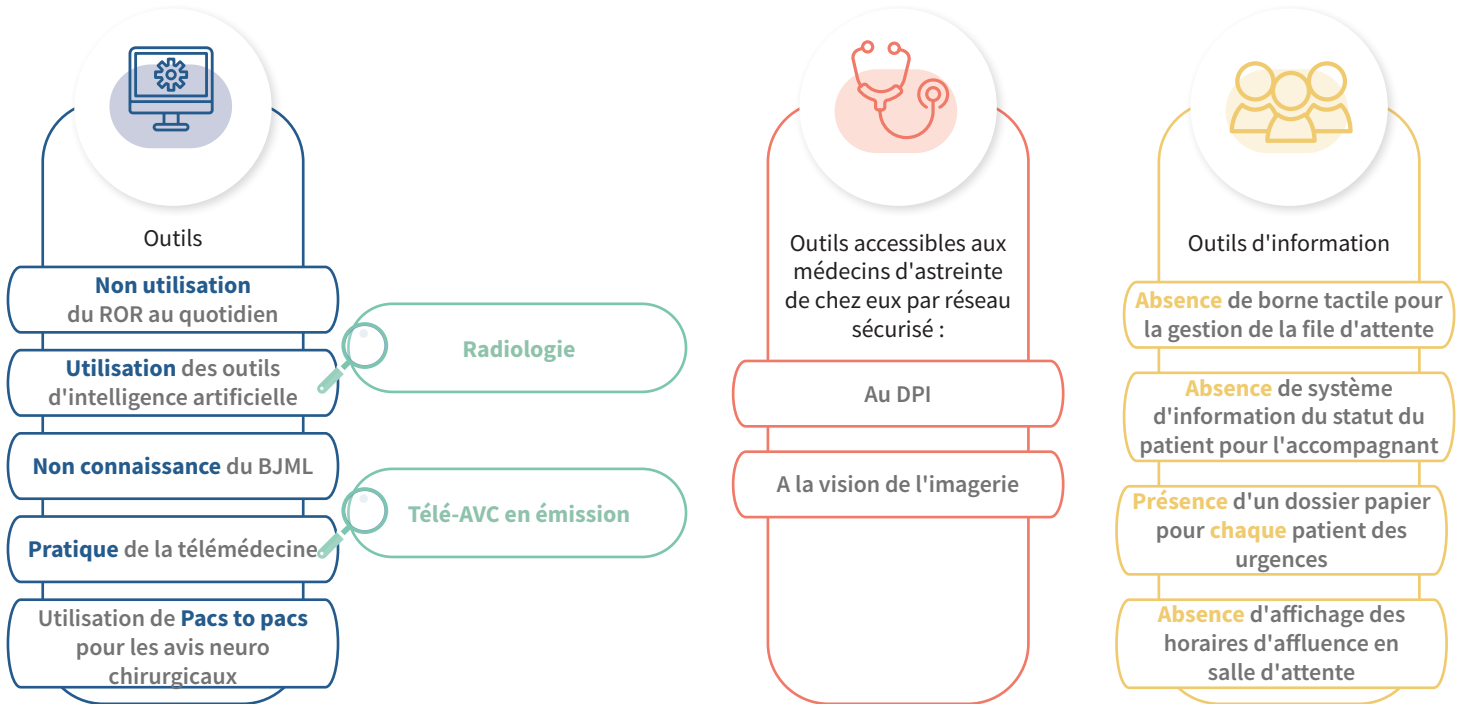 Outils
Non utilisation
du ROR au quotidien
Utilisation des outils
d'intelligence artificielle
Radiologie
Non connaissance du BJML
Pratique de la télémédecine
Télé-AVC en émission
Utilisation de Pacs to pacs
pour les avis neuro
chirurgicaux
Outils accessibles aux
médecins d'astreinte
de chez eux par réseau
sécurisé :
Au DPI
A la vision de l'imagerie
Outils d'information
Absence de borne tactile pour
la gestion de la file d'attente
Absence de système
d'information du statut du
patient pour l'accompagnant
Présence d'un dossier papier
pour chaque patient des
urgences
Absence d'affichage des
horaires d'affluence en
salle d'attente